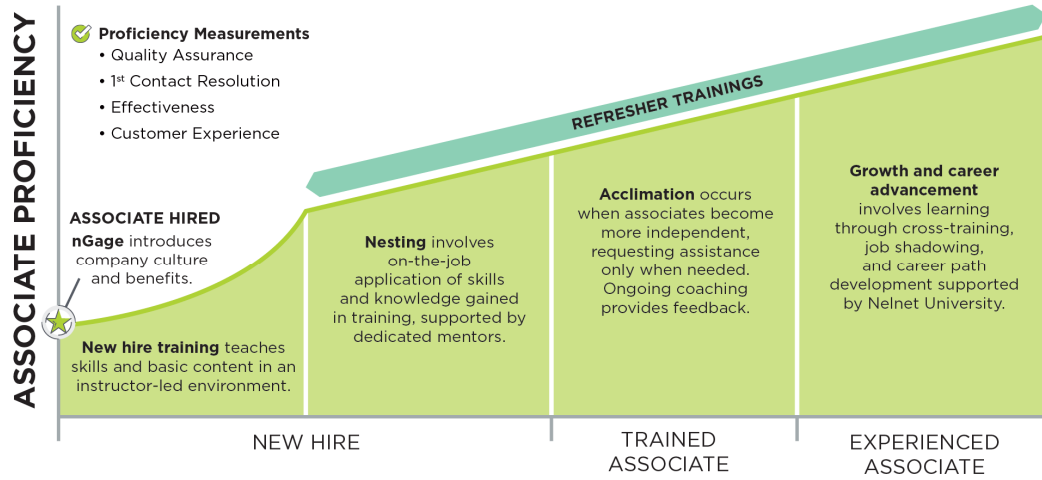 ASSOCIATE PROFICIENCY
Proficiency Measurements
• Quality Assurance
• 1st Contact Resolution
• Effectiveness
• Customer Experience
REFRESHER TRAININGS
ASSOCIATE HIRED
nGage introduces
company culture
and benefits.
New hire training teaches
skills and basic content in an
instructor-led environment.
Nesting involves
on-the-job
application of skills
and knowledge gained
in training, supported by
dedicated mentors.
Acclimation occurs
when associates become
more independent,
requesting assistance
only when needed.
Ongoing coaching
provides feedback.
Growth and career
advancement
involves learning
through cross-training,
job shadowing,
and career path
development supported
by Nelnet University.
NEW HIRE
TRAINED
ASSOCIATE
EXPERIENCED
ASSOCIATE